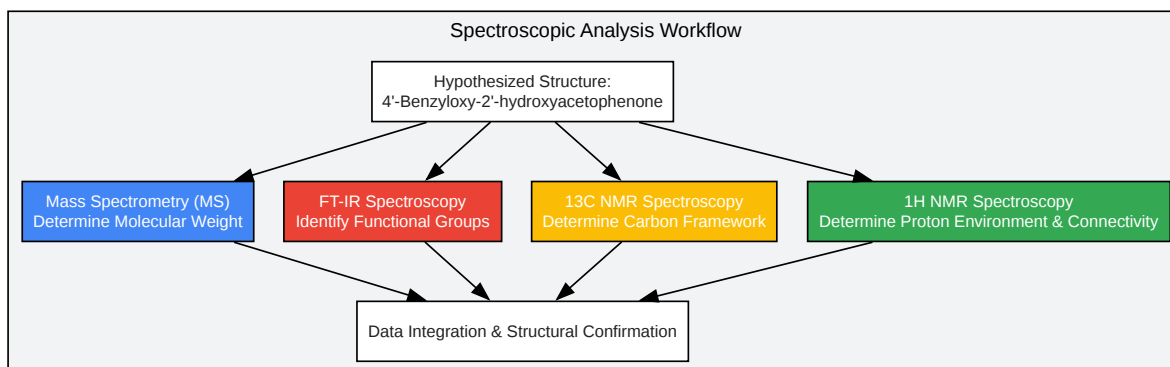 Spectroscopic Analysis Workflow
Hypothesized Structure:
4'-Benzyloxy-2'-hydroxyacetophenone
Mass Spectrometry (MS)
Determine Molecular Weight
FT-IR Spectroscopy
Identify Functional Groups
13C NMR Spectroscopy
Determine Carbon Framework
1H NMR Spectroscopy
Determine Proton Environment & Connectivity
Data Integration & Structural Confirmation